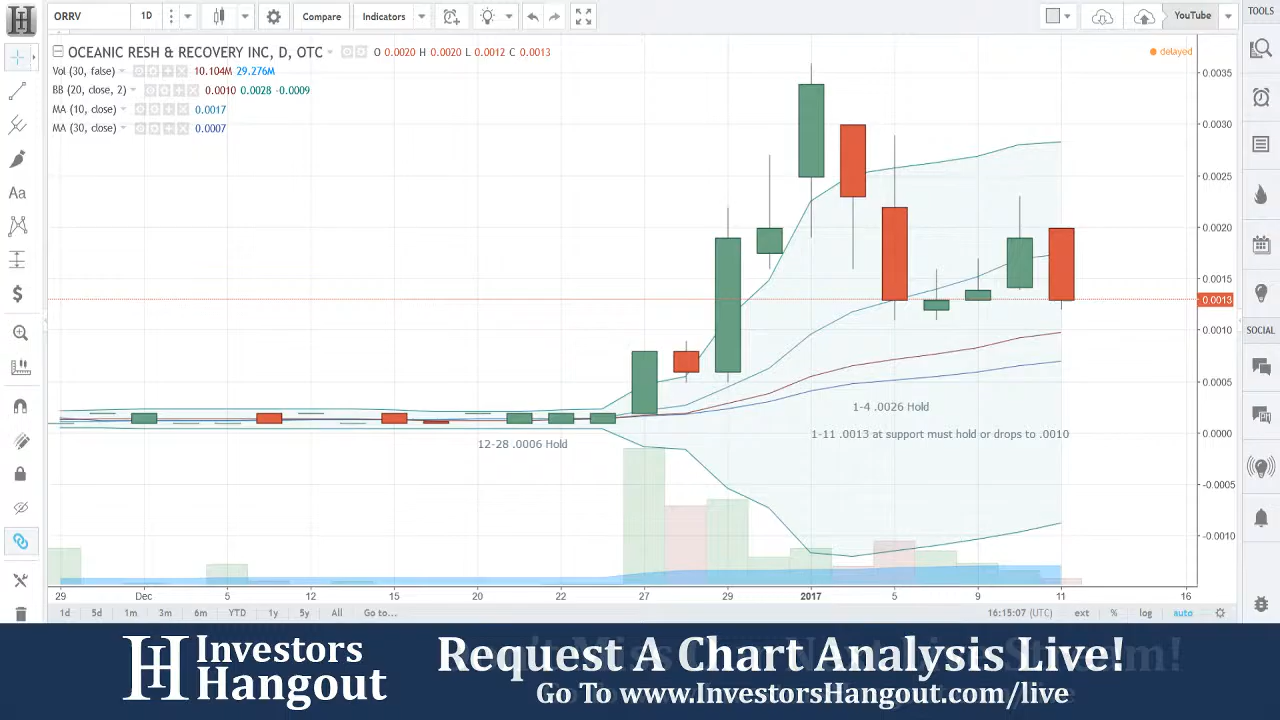 ORRV
1D
Compare
Indicators
YouTube
TOOLS
OCEANIC RESH & RECOVERY INC, D, OTC
O 0.0020 H 0.0020 L 0.0012 C 0.0013
delayed
Vol (30, false)
10.104M 29.276M
BB (20, close, 2)
0.0010 0.0028 -0.0009
MA (10, close)
0.0017
MA (30, close)
0.0007
0.0035
0.0030
0.0025
0.0020
0.0015
0.0013
0.0010
0.0005
0.0000
-0.0005
-0.0010
Aa
SOCIAL
1-4 .0026 Hold
1-11 .0013 at support must hold or drops to .0010
12-28 .0006 Hold
29 Dec 5 12 15 20 22 27 29 2017 5 9 11 16
1d 5d 1m 3m 6m YTD 1y 5y All Go to...
16:15:07 (UTC) ext % log auto
H Investors
Hangout
Request A Chart Analysis Live!
Go To www.InvestorsHangout.com/live